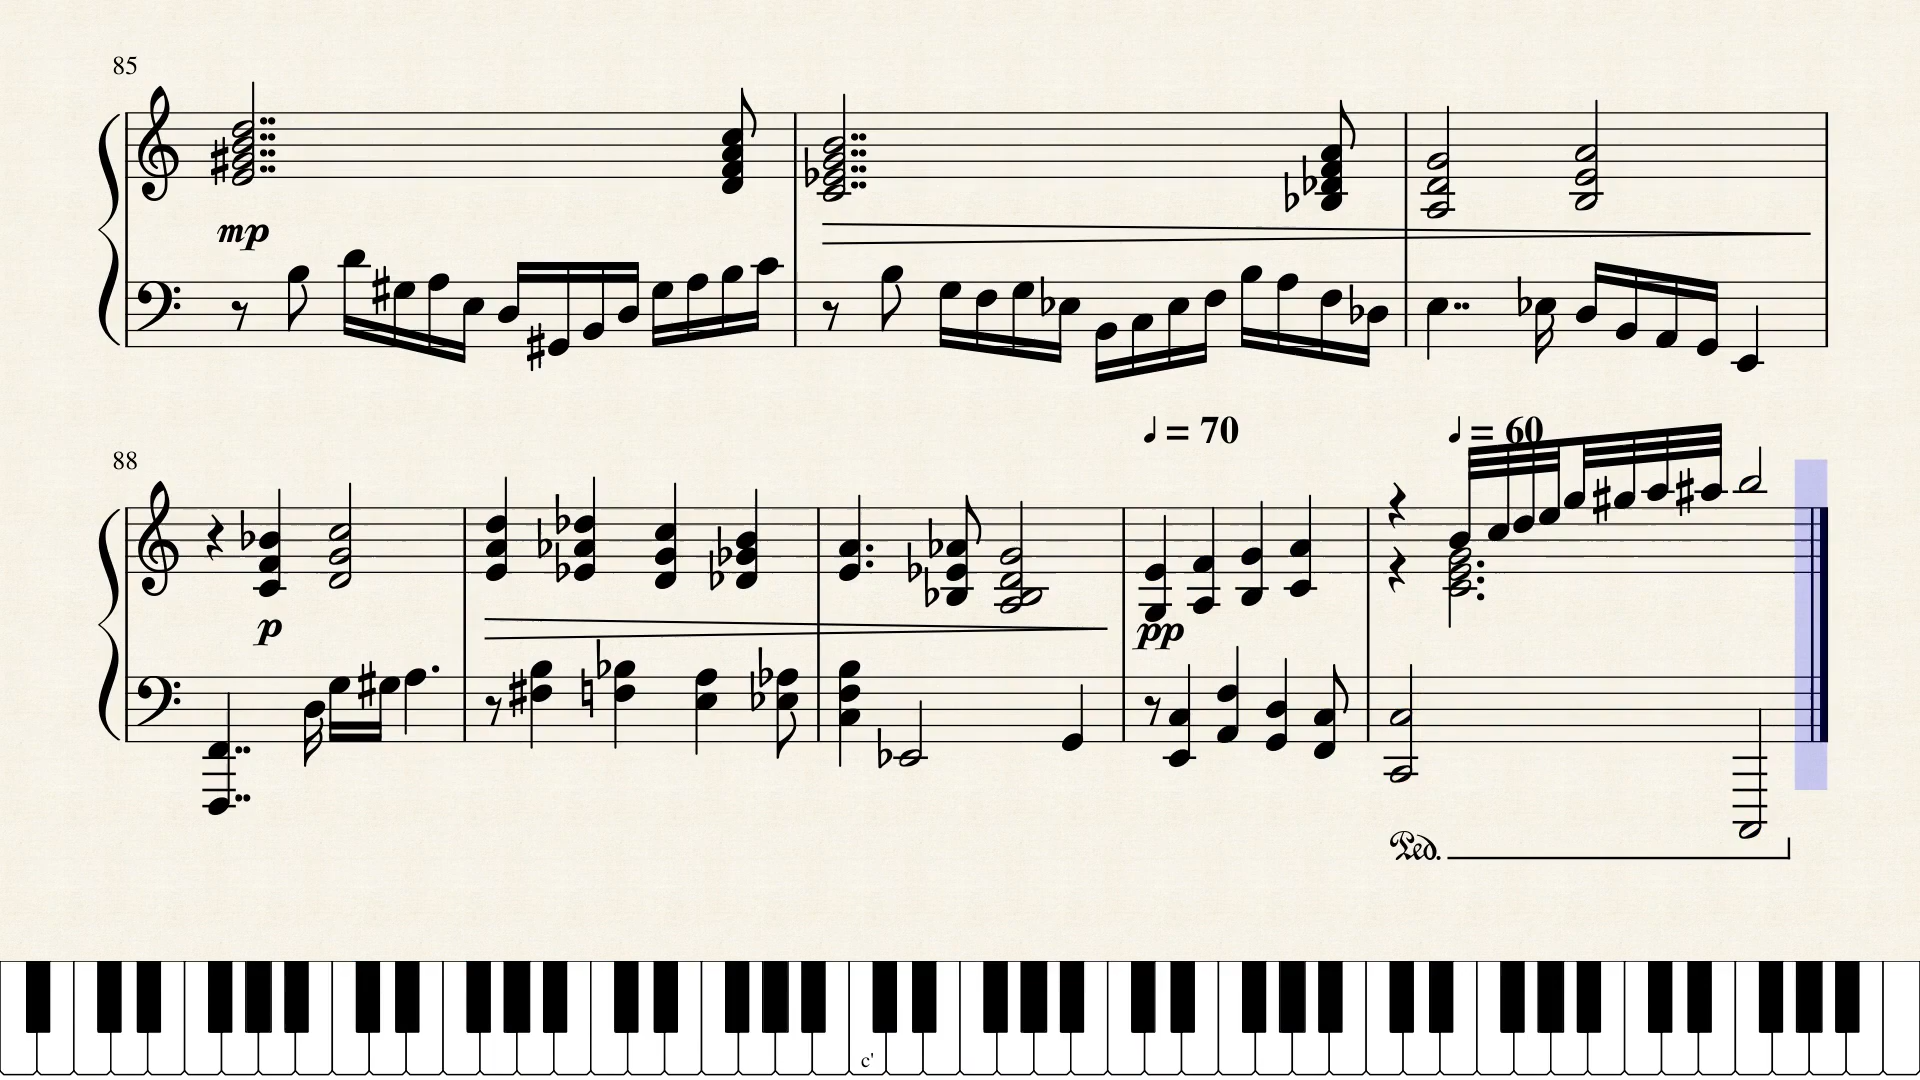 85
mp
♩ = 70
♩ = 60
88
p
pp
Ped.
c'